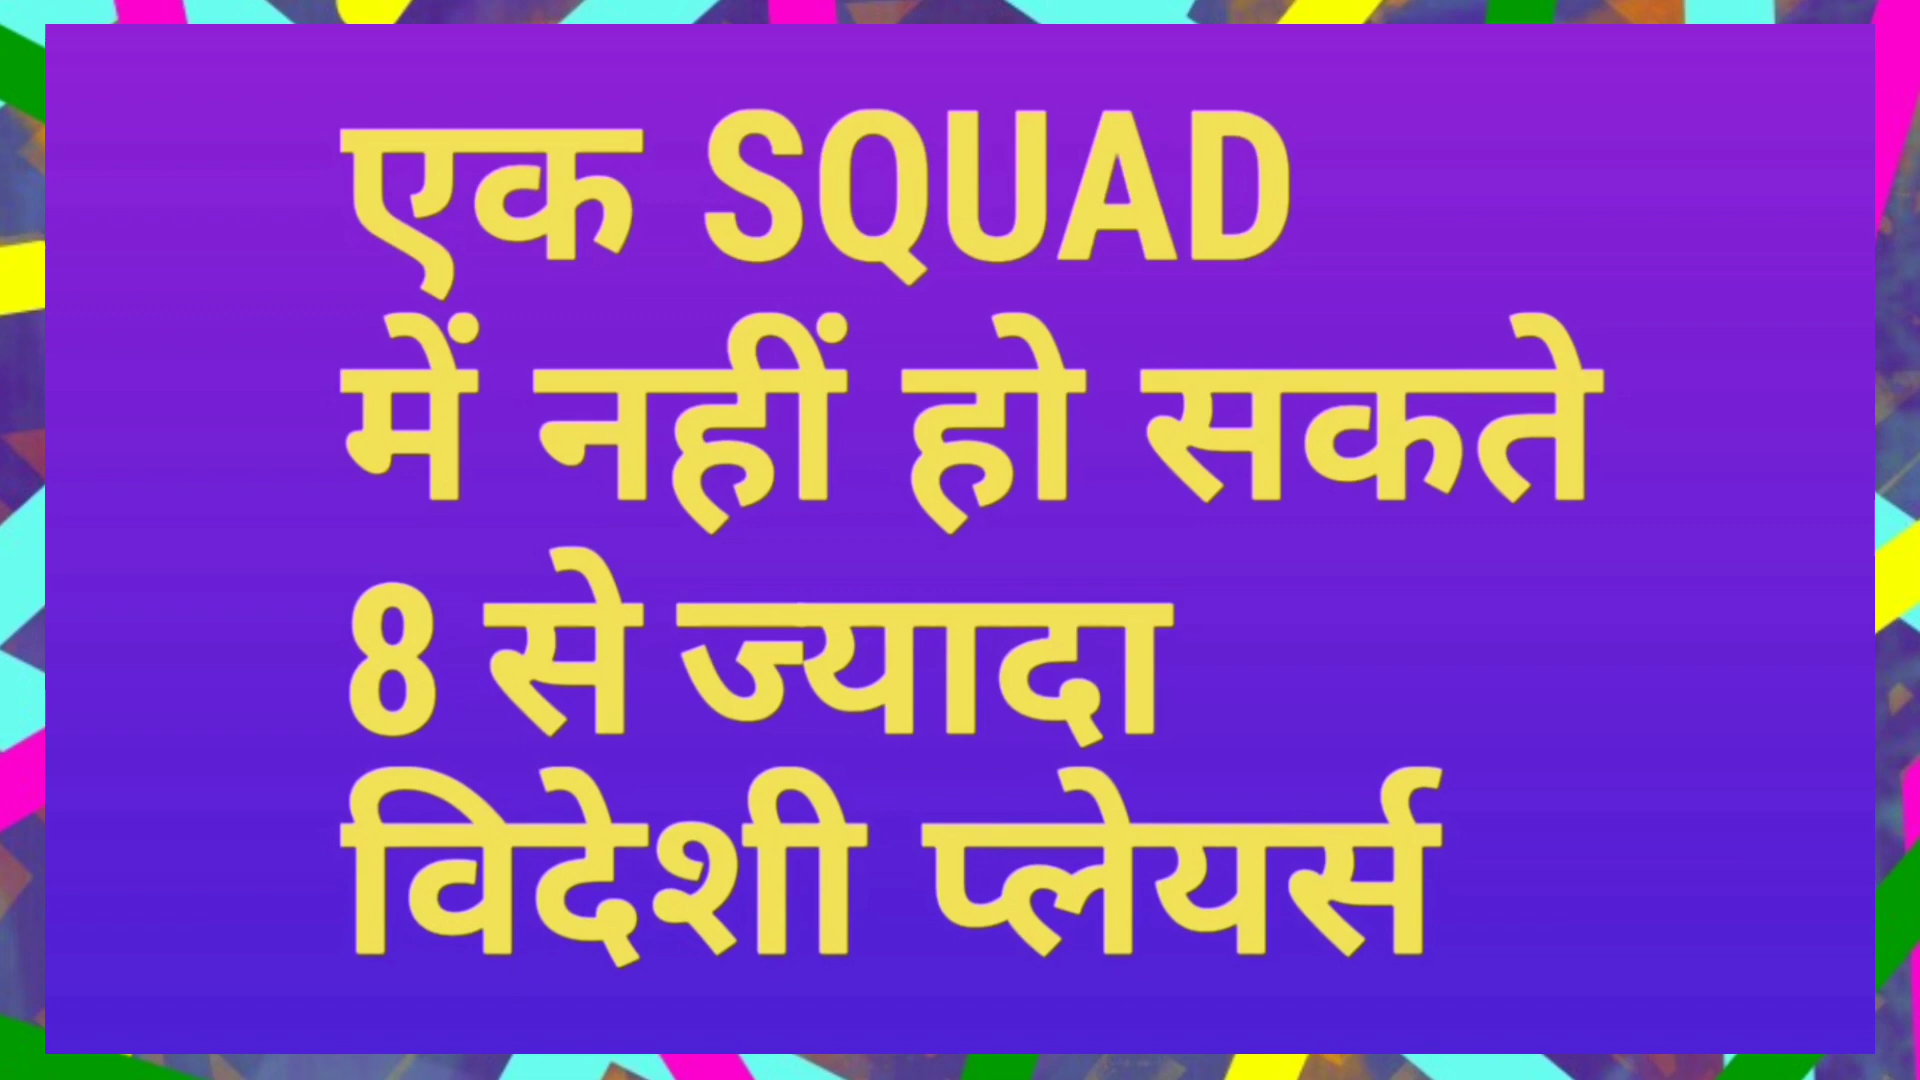 एक SQUAD
में नहीं हो सकते
8 से ज्यादा
विदेशी प्लेयर्स